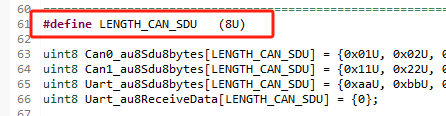 60 ================================================
61 #define LENGTH_CAN_SDU (8U)
62
63 uint8 Can0_au8Sdu8bytes[LENGTH_CAN_SDU] = {0x01U, 0x02U, 0
64 uint8 Can1_au8Sdu8bytes[LENGTH_CAN_SDU] = {0x11U, 0x22U, 0
65 uint8 Uart_au8Sdu8bytes[LENGTH_CAN_SDU] = {0xaaU, 0xbbU, 0
66 uint8 Uart_au8ReceiveData[LENGTH_CAN_SDU] = {0};